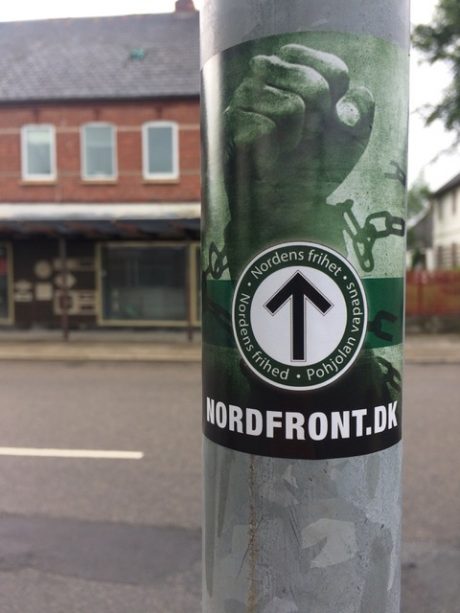 Nordens frihet
• Pohjolan vapaus
• Nordens frihed •
NORDFRONT.DK